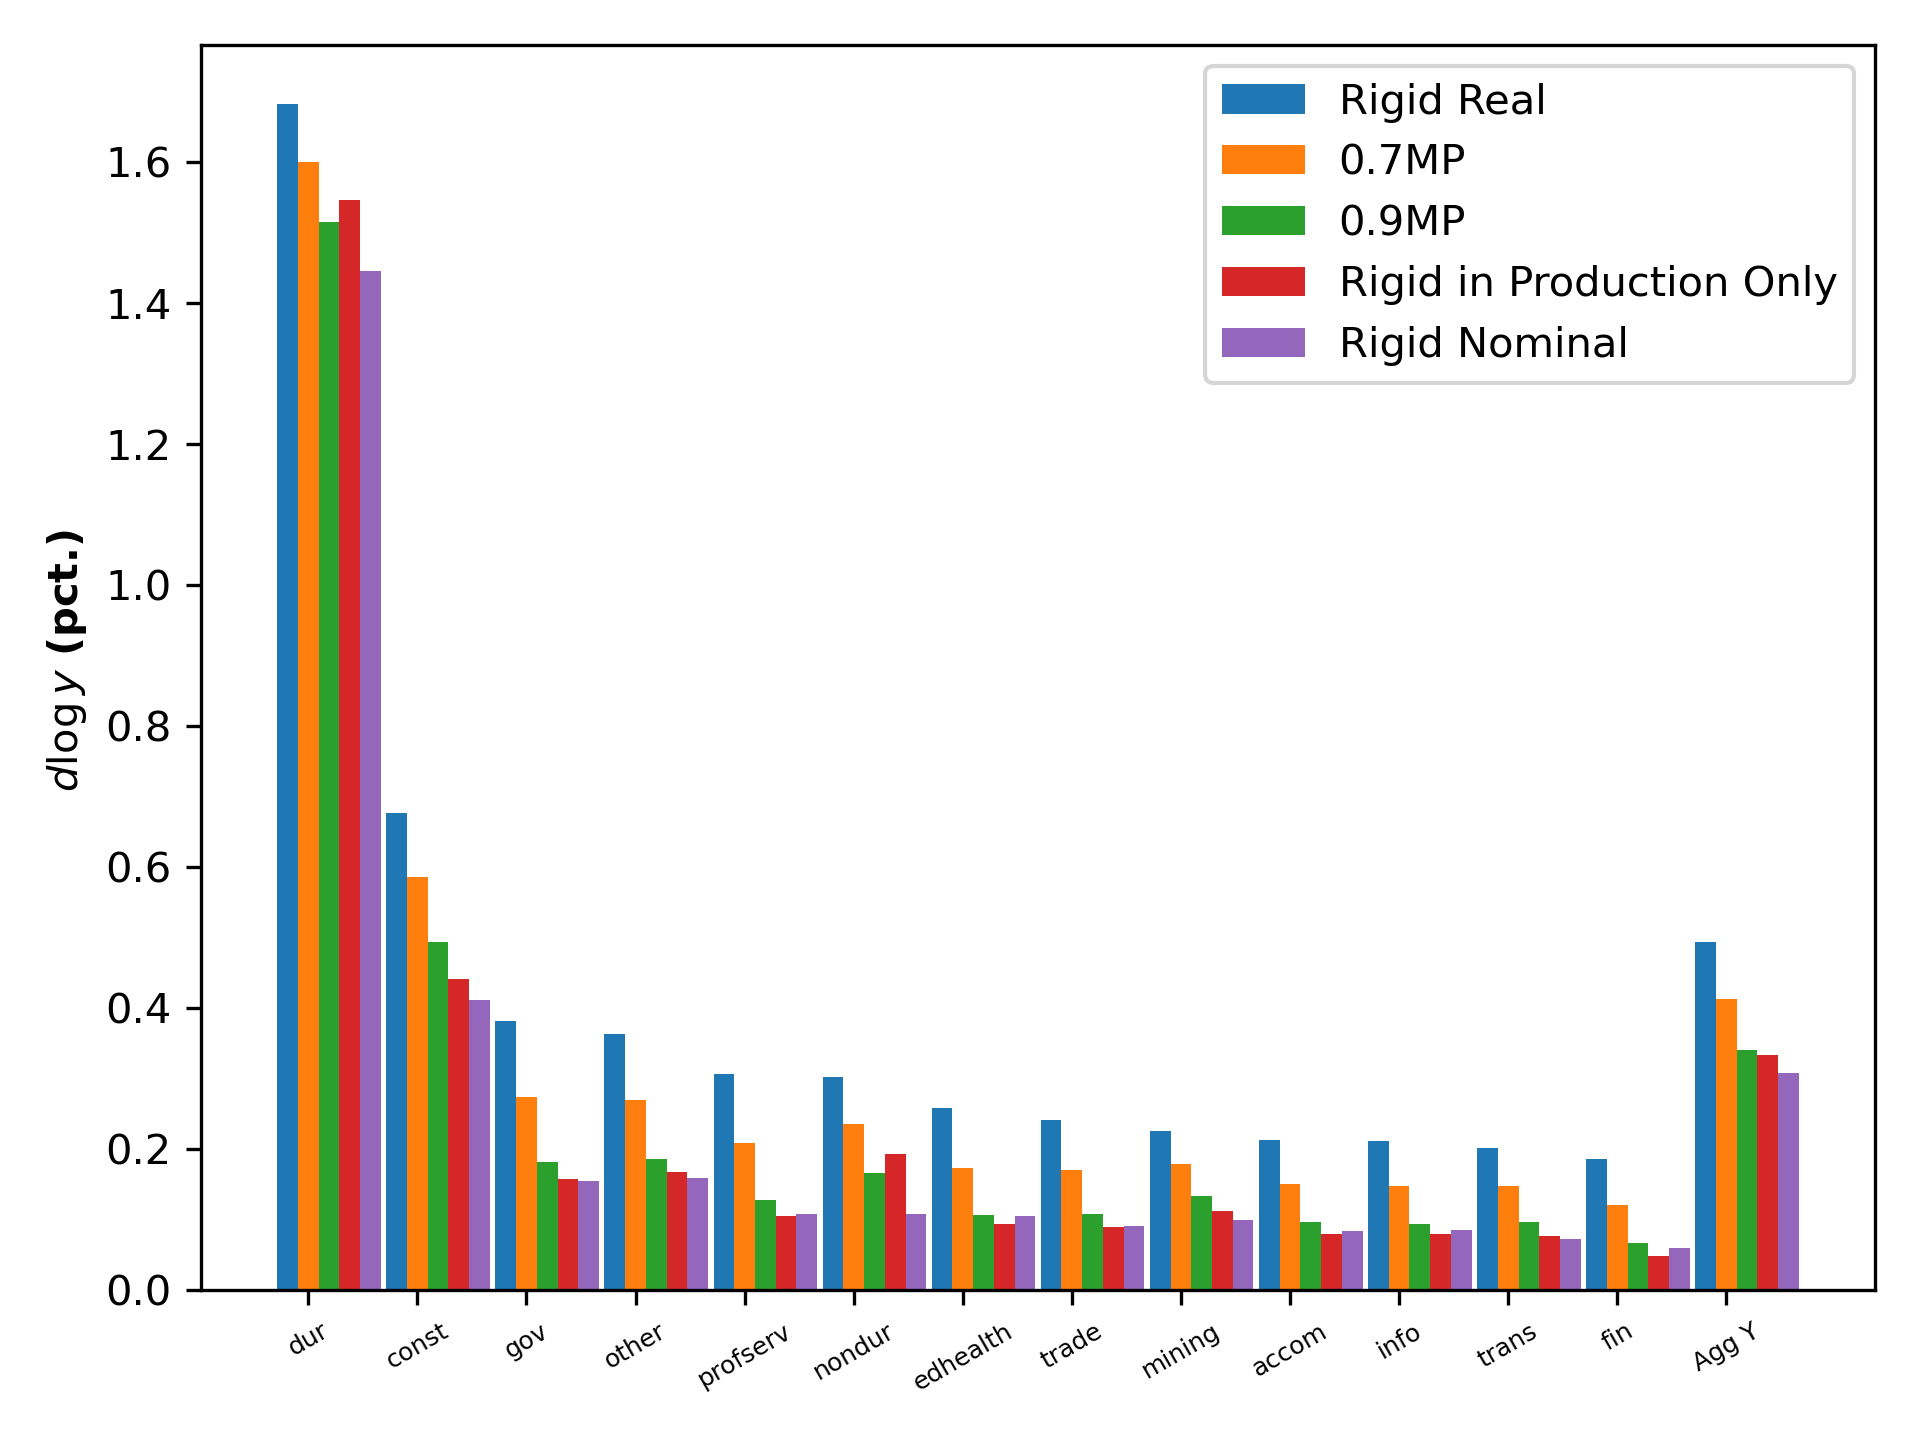 Rigid Real
0.7MP
0.9MP
Rigid in Production Only
Rigid Nominal
dlog y (pct.)
1.6
1.4
1.2
1.0
0.8
0.6
0.4
0.2
0.0
dur const gov other profserv nondur edhealth trade mining accom info trans fin Agg Y